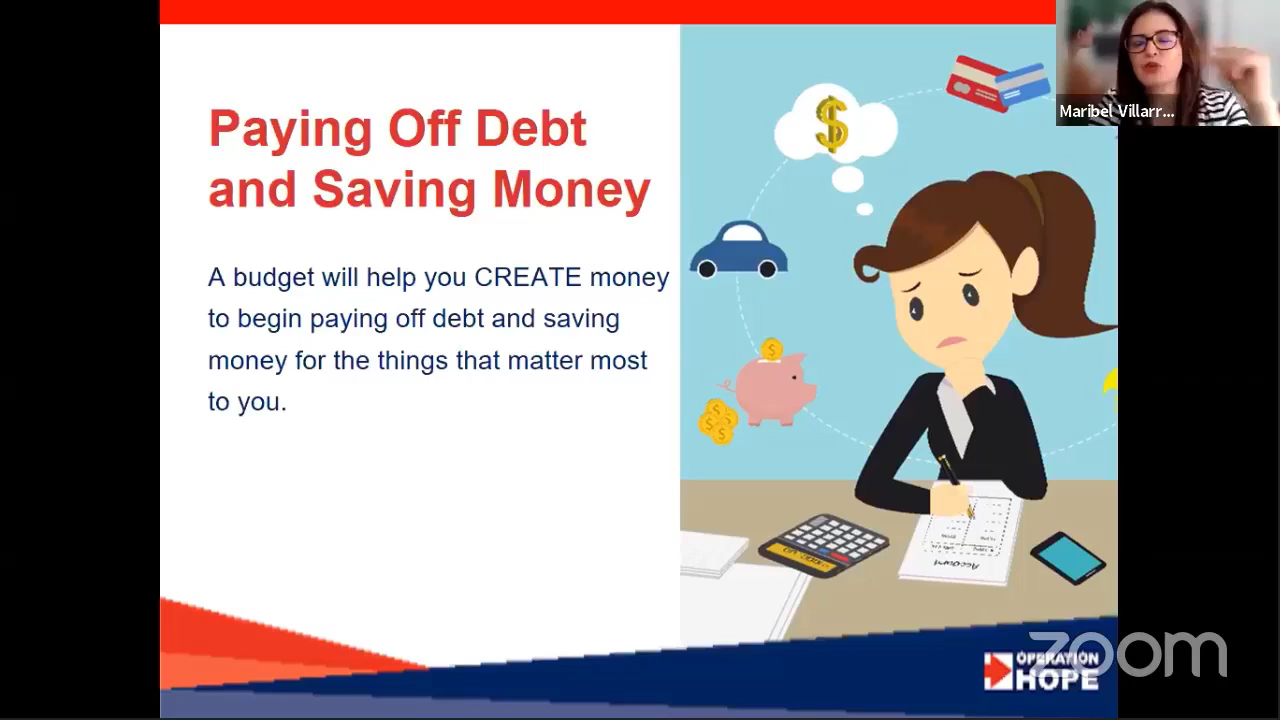 Paying Off Debt
and Saving Money
A budget will help you CREATE money
to begin paying off debt and saving
money for the things that matter most
to you.
Maribel Villarr...
$
Account
zoom
OPERATION
HOPE